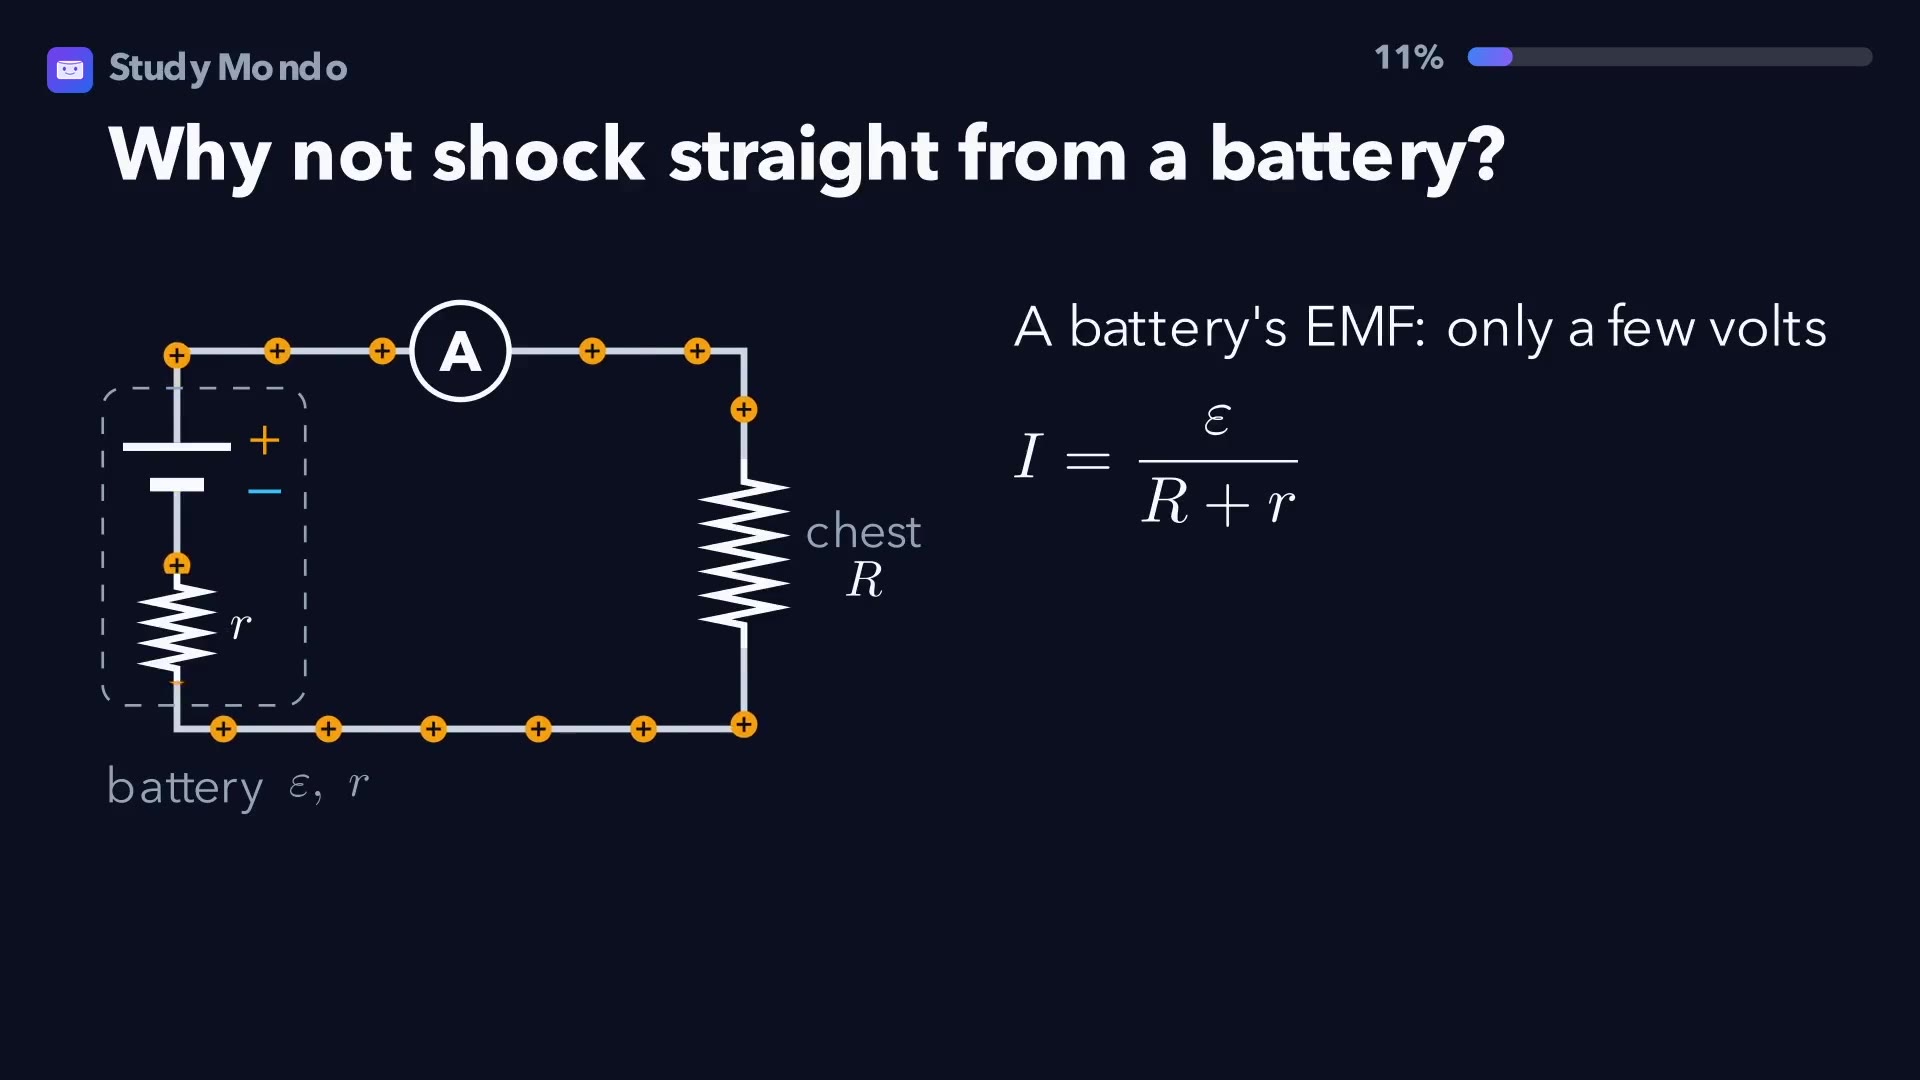 Study Mondo
11%
Why not shock straight from a battery?
A battery's EMF: only a few volts
I = ε / (R + r)
A
+
−
r
chest
R
battery ε, r